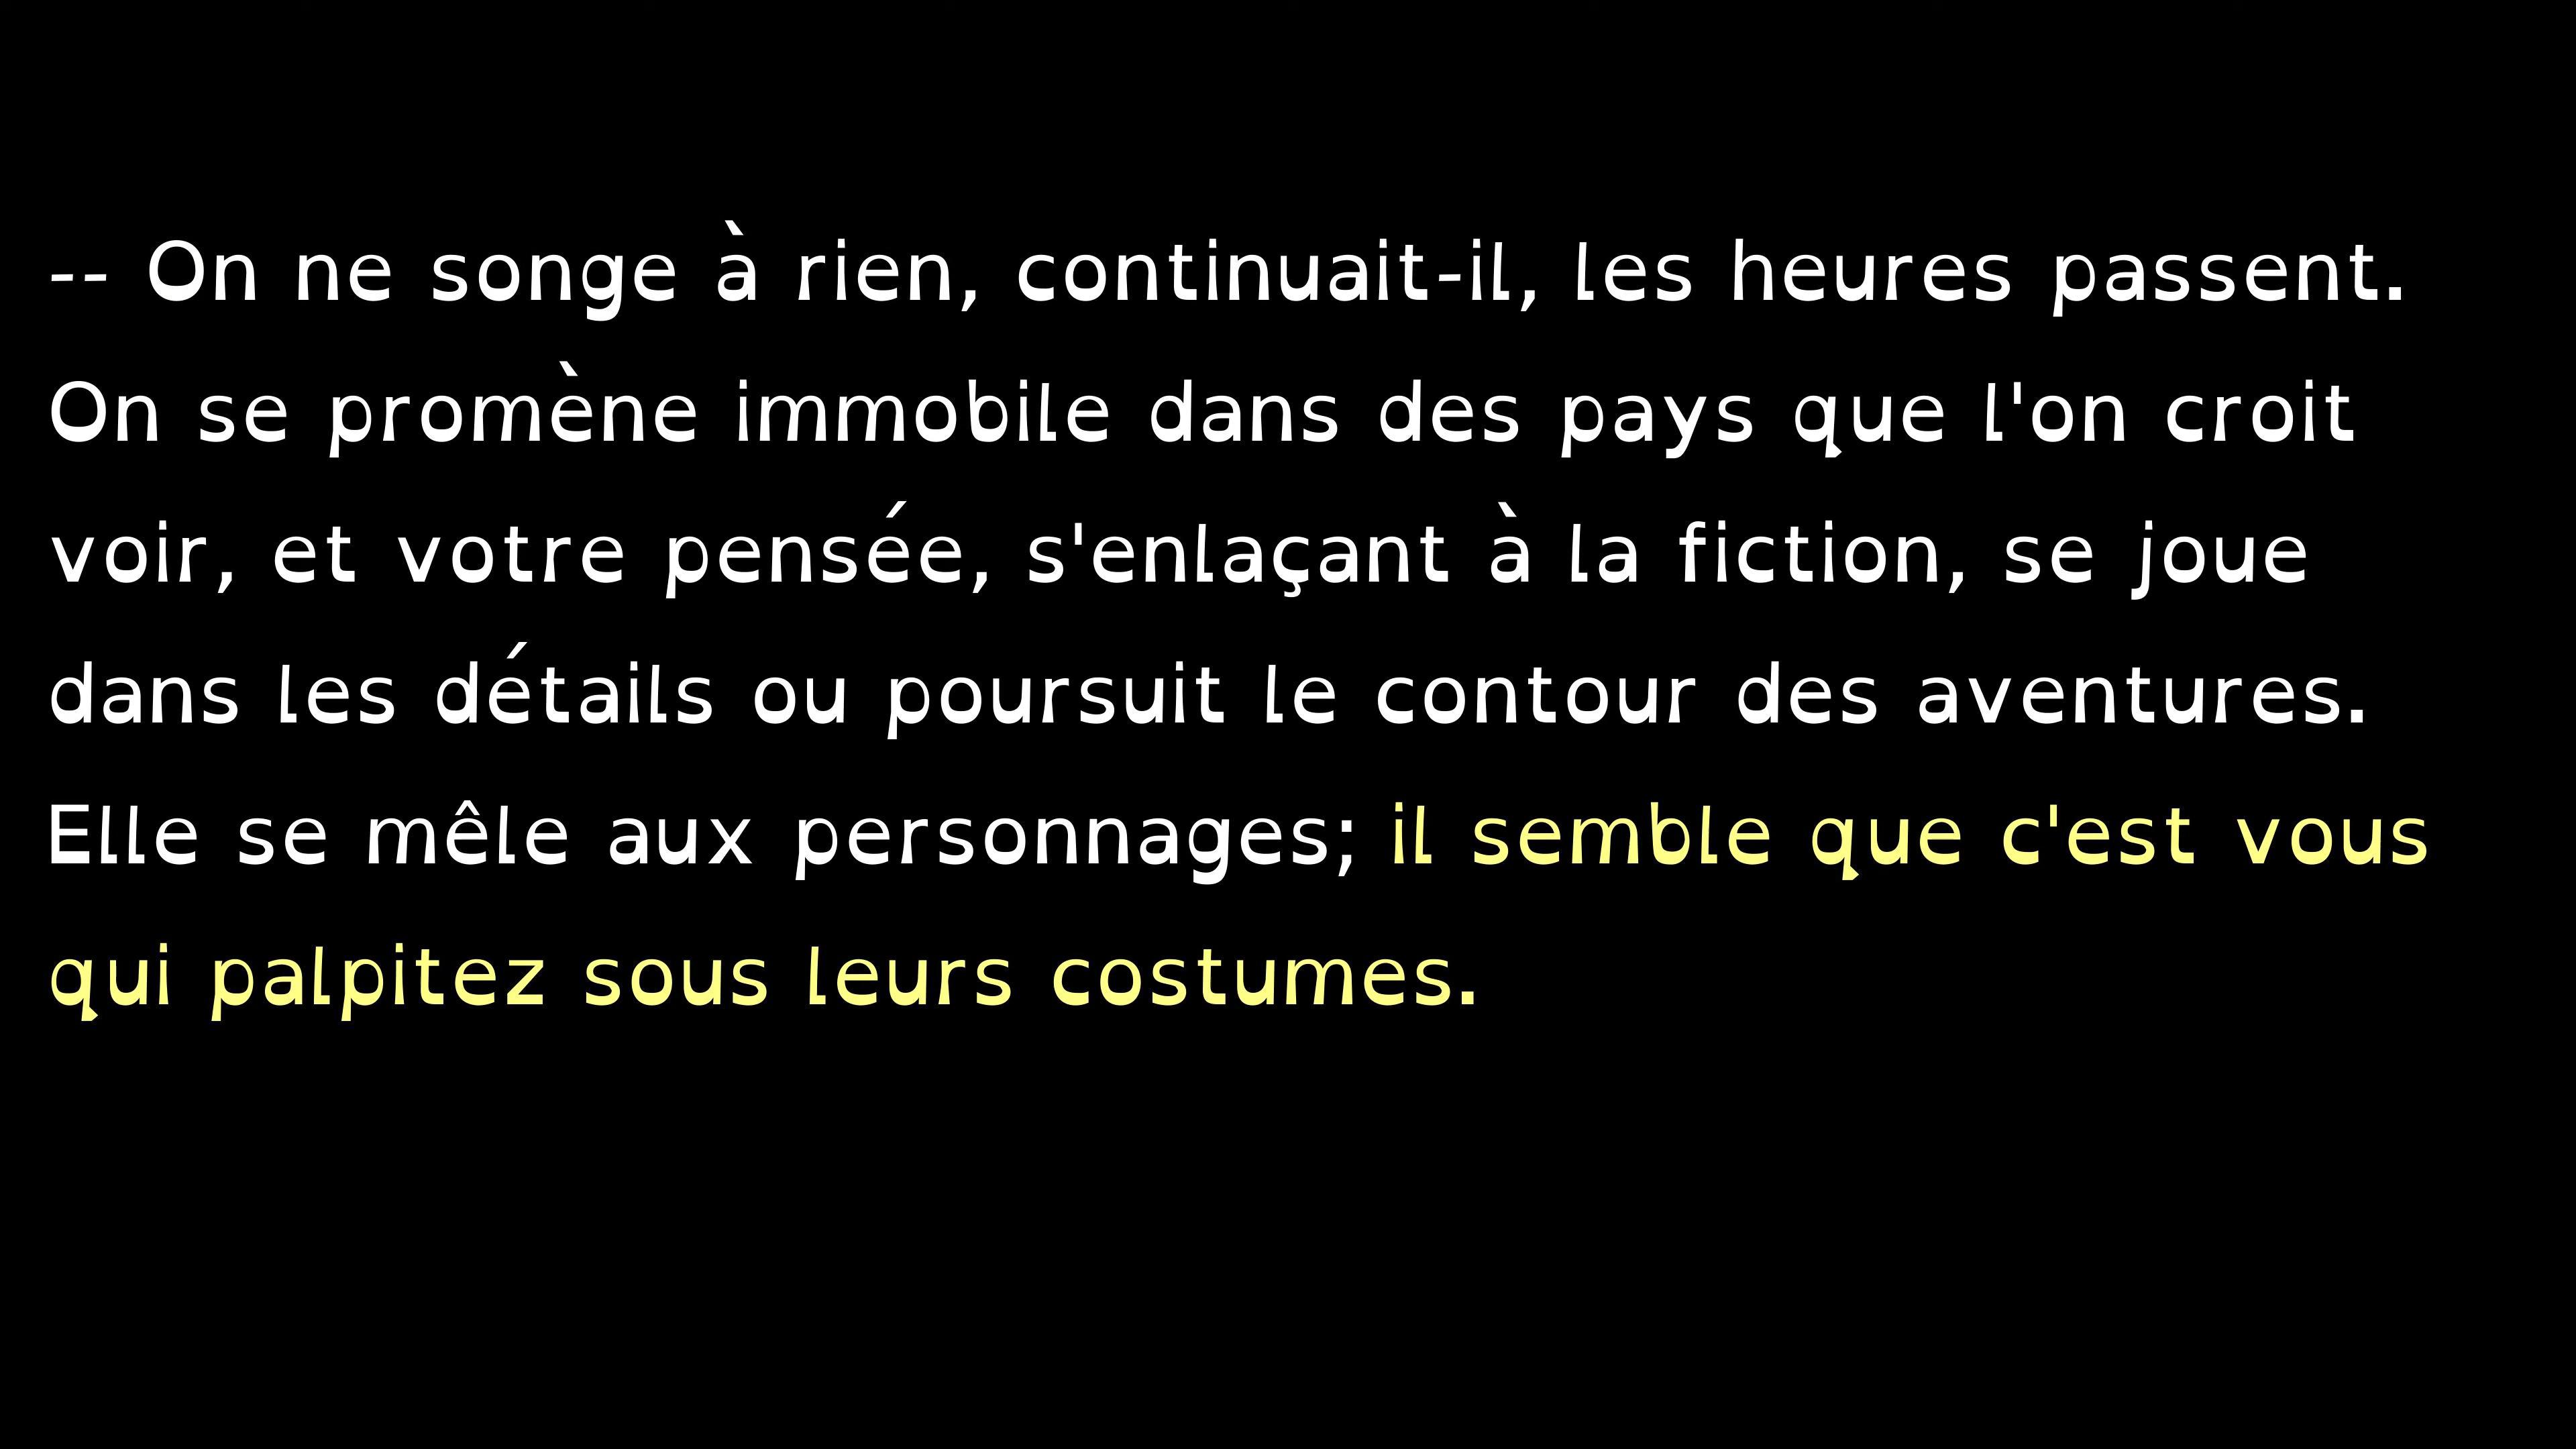 -- On ne songe à rien, continuait-il, les heures passent.
On se promène immobile dans des pays que l'on croit
voir, et votre pensée, s'enlaçant à la fiction, se joue
dans les détails ou poursuit le contour des aventures.
Elle se mêle aux personnages; il semble que c'est vous
qui palpitez sous leurs costumes.